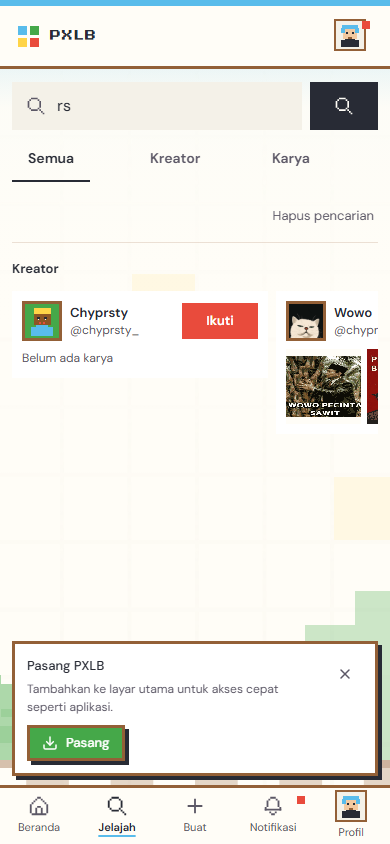 PXLB
rs
Semua
Kreator
Karya
Hapus pencarian
Kreator
Chyprsty
@chyprsty_
Ikuti
Belum ada karya
Wowo
@chypr
WOWO PECINTA
SAWIT
P
B
Pasang PXLB
Tambahkan ke layar utama untuk akses cepat
seperti aplikasi.
Pasang
Beranda
Jelajah
Buat
Notifikasi
Profil